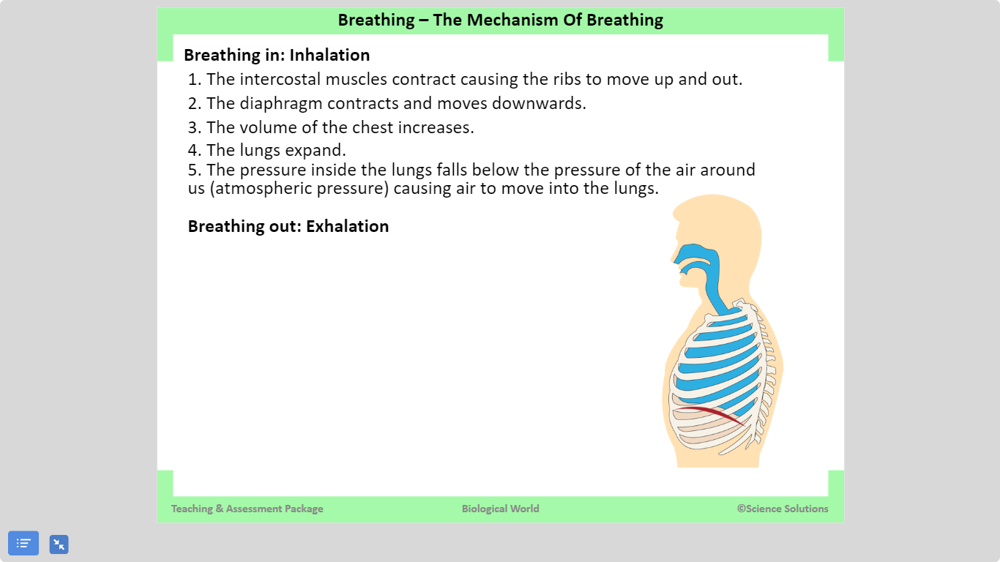 Breathing – The Mechanism Of Breathing
Breathing in: Inhalation
1. The intercostal muscles contract causing the ribs to move up and out.
2. The diaphragm contracts and moves downwards.
3. The volume of the chest increases.
4. The lungs expand.
5. The pressure inside the lungs falls below the pressure of the air around
us (atmospheric pressure) causing air to move into the lungs.
Breathing out: Exhalation
Teaching & Assessment Package
Biological World
©Science Solutions